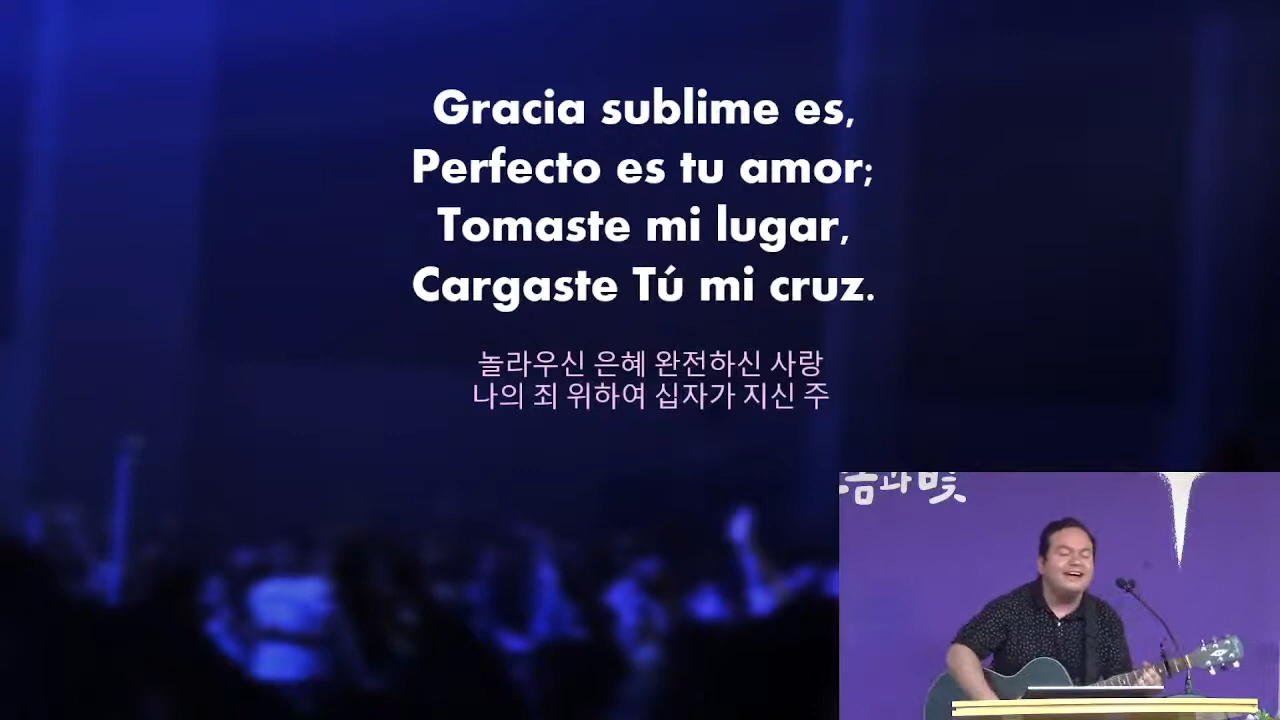 Gracia sublime es,
Perfecto es tu amor;
Tomaste mi lugar,
Cargaste Tú mi cruz.
놀라우신 은혜 완전하신 사랑
나의 죄 위하여 십자가 지신 주